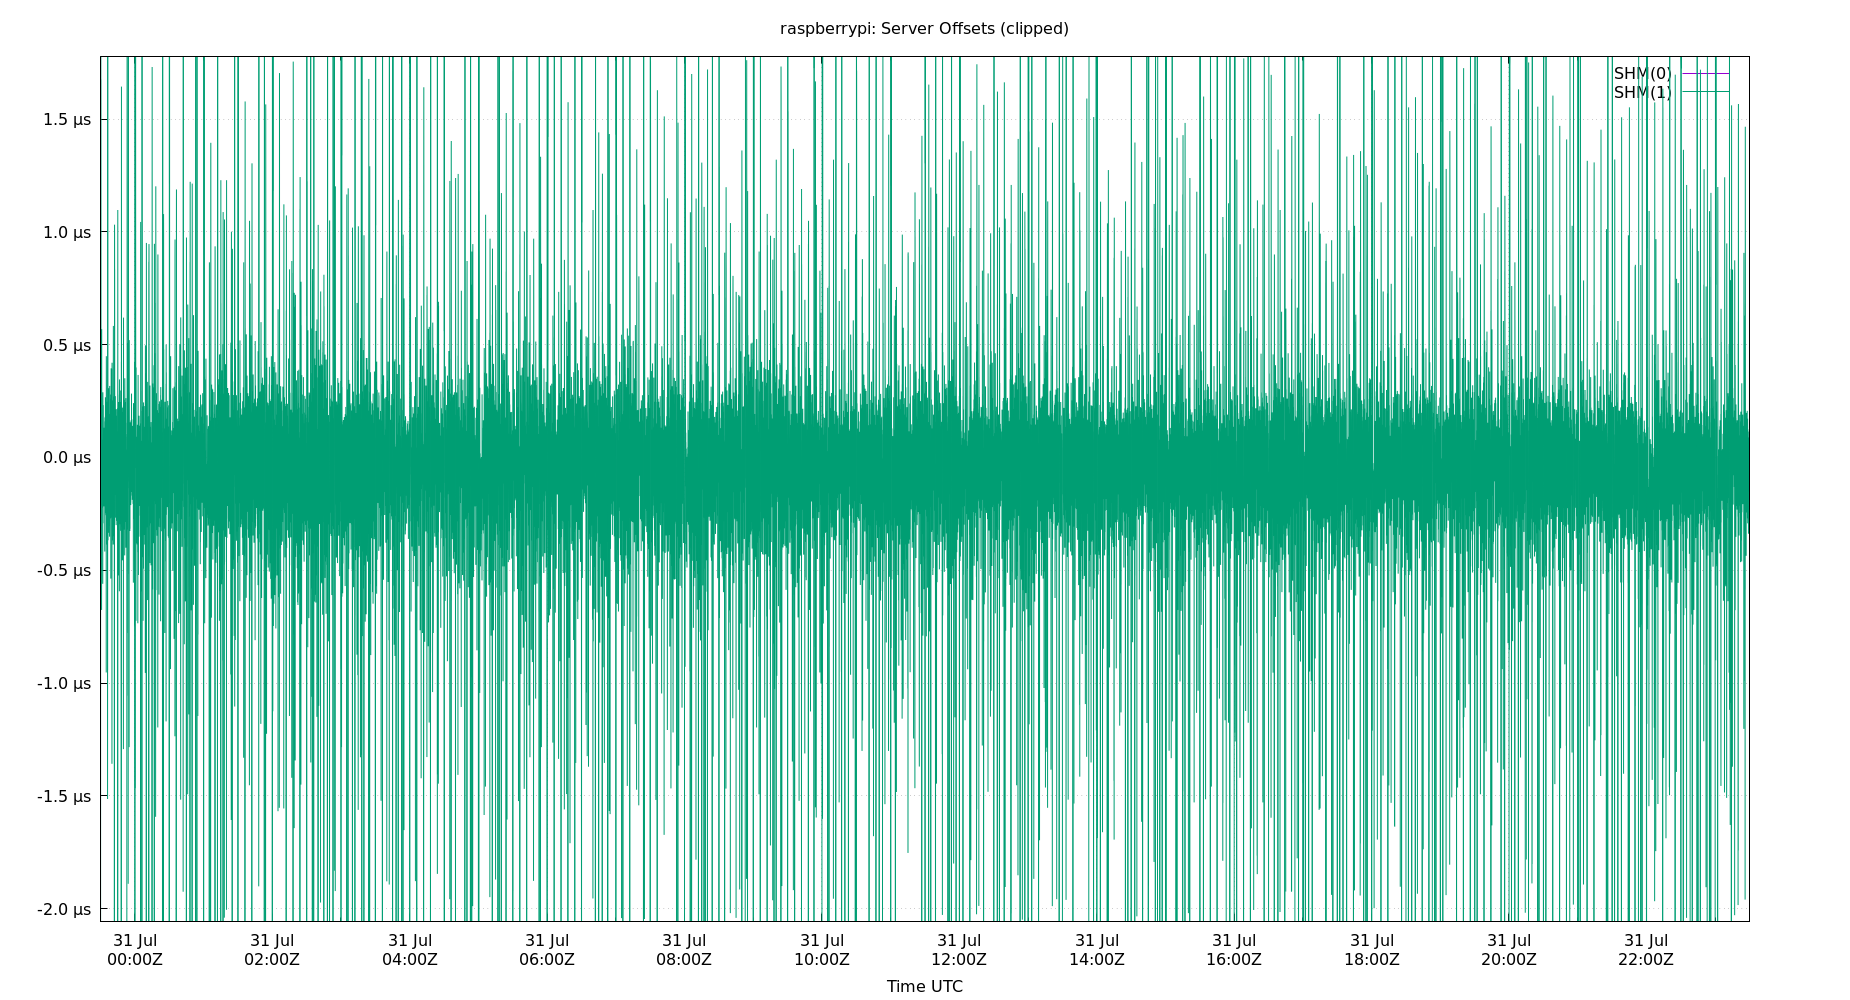 raspberrypi: Server Offsets (clipped)
SHM(0)
SHM(1)
1.5 µs
1.0 µs
0.5 µs
0.0 µs
-0.5 µs
-1.0 µs
-1.5 µs
-2.0 µs
31 Jul 31 Jul 31 Jul 31 Jul 31 Jul 31 Jul 31 Jul 31 Jul 31 Jul 31 Jul 31 Jul 31 Jul
00:00Z 02:00Z 04:00Z 06:00Z 08:00Z 10:00Z 12:00Z 14:00Z 16:00Z 18:00Z 20:00Z 22:00Z
Time UTC